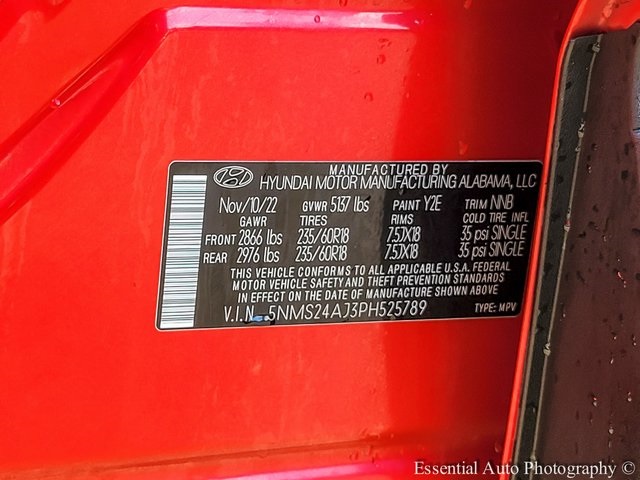 MANUFACTURED BY
HYUNDAI MOTOR MANUFACTURING ALABAMA, LLC
Nov/10/22 GVWR 5137 lbs PAINT Y2E TRIM NNB
GAWR TIRES RIMS COLD TIRE INFL
FRONT 2866 lbs 235/60R18 7.5JX18 35 psi SINGLE
REAR 2976 lbs 235/60R18 7.5JX18 35 psi SINGLE
THIS VEHICLE CONFORMS TO ALL APPLICABLE U.S.A. FEDERAL
MOTOR VEHICLE SAFETY AND THEFT PREVENTION STANDARDS
IN EFFECT ON THE DATE OF MANUFACTURE SHOWN ABOVE
V.I.N 5NMS24AJ3PH525789 TYPE: MPV
Essential Auto Photography ©